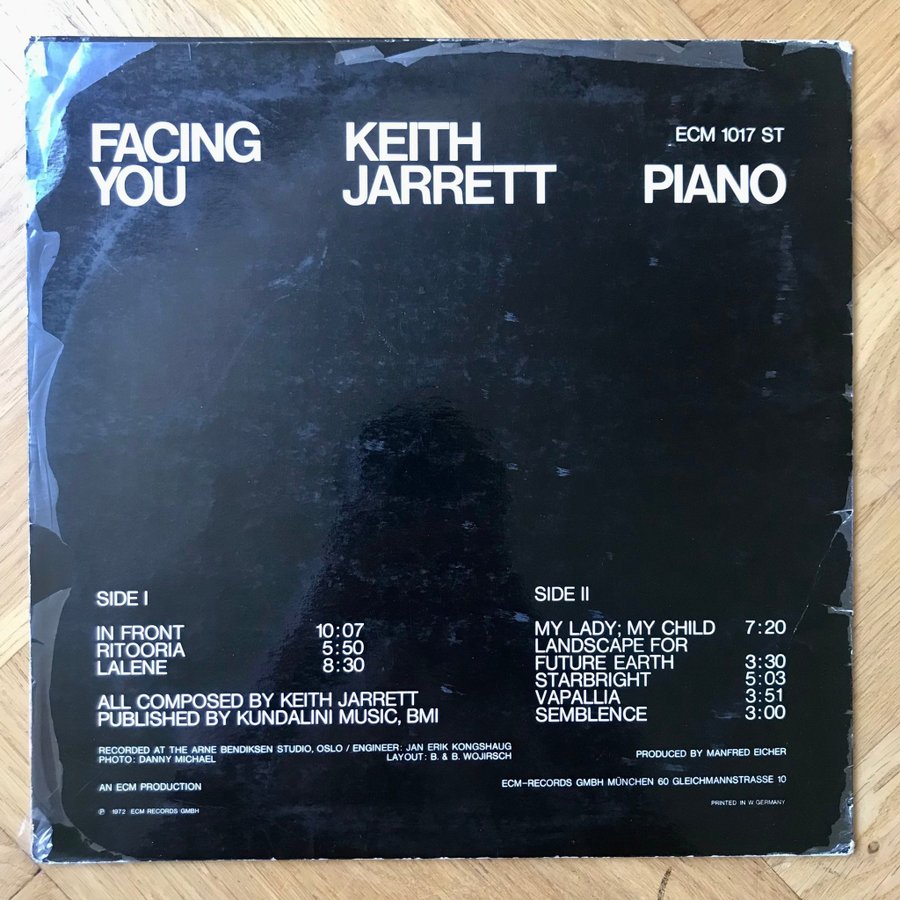 FACING YOU
KEITH JARRETT
ECM 1017 ST
PIANO
SIDE I
IN FRONT 10:07
RITOORIA 5:50
LALENE 8:30
ALL COMPOSED BY KEITH JARRETT
PUBLISHED BY KUNDALINI MUSIC, BMI
SIDE II
MY LADY; MY CHILD 7:20
LANDSCAPE FOR
FUTURE EARTH 3:30
STARBRIGHT 5:03
VAPALLIA 3:51
SEMBLENCE 3:00
RECORDED AT THE ARNE BENDIKSEN STUDIO, OSLO / ENGINEER: JAN ERIK KONGSHAUG
PHOTO: DANNY MICHAEL LAYOUT: B. & B. WOJIRSCH
PRODUCED BY MANFRED EICHER
AN ECM PRODUCTION
ECM-RECORDS GMBH MÜNCHEN 60 GLEICHMANNSTRASSE 10
℗ 1972 ECM RECORDS GMBH
PRINTED IN W. GERMANY